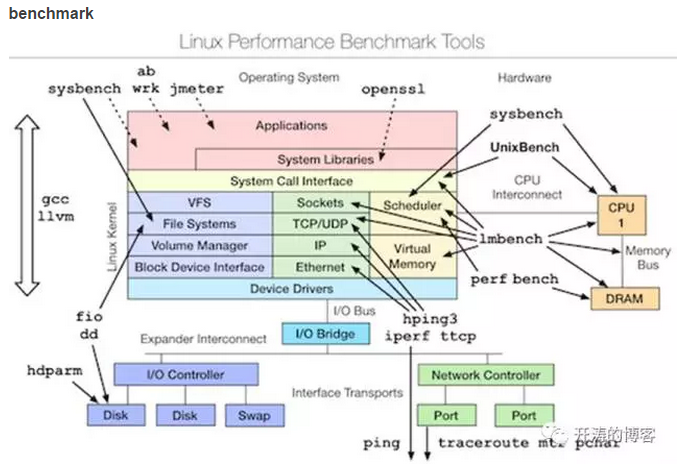 benchmark
Linux Performance Benchmark Tools
Operating System
Hardware
ab
sysbench wrk jmeter openssl
sysbench
Applications
UnixBench
System Libraries
System Call Interface
CPU
Interconnect
gcc
llvm
Linux Kernel
VFS
Sockets
Scheduler
CPU
1
File Systems
TCP/UDP
lmbench
Volume Manager
IP
Virtual
Memory
Memory
Bus
Block Device Interface
Ethernet
perf bench
Device Drivers
DRAM
fio
dd
I/O Bus
hping3
iperf ttcp
I/O Bridge
Expander Interconnect
hdparm
I/O Controller
Interface Transports
Network Controller
Disk
Disk
Swap
Port
Port
ping
traceroute mtr pchar
开涛的博客